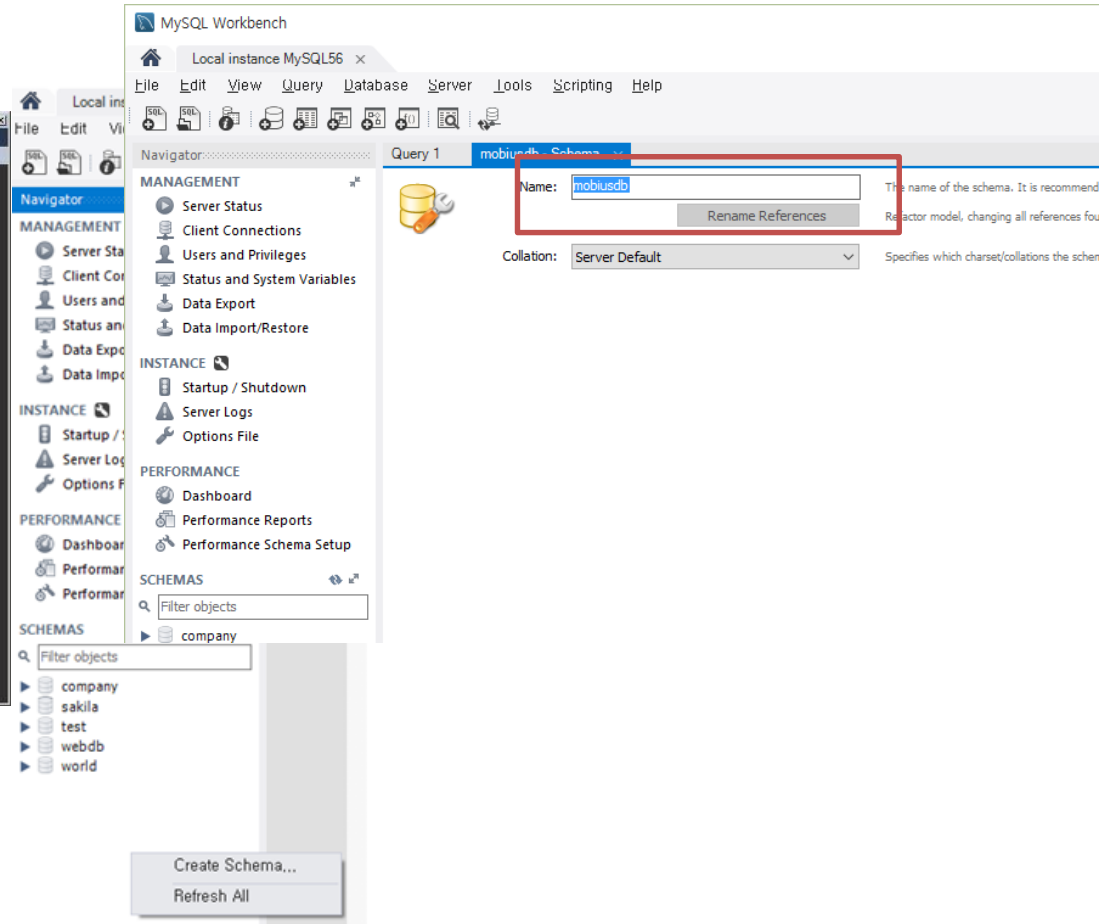 MySQL Workbench
Local instance MySQL56
File Edit View Query Database Server Tools Scripting Help
Navigator
MANAGEMENT
Server Status
Client Connections
Users and Privileges
Status and System Variables
Data Export
Data Import/Restore
INSTANCE
Startup / Shutdown
Server Logs
Options File
PERFORMANCE
Dashboard
Performance Reports
Performance Schema Setup
SCHEMAS
Filter objects
company
Query 1
mobiusdb - Schema
Name: mobiusdb
The name of the schema. It is recommend
Rename References
Refactor model, changing all references fou
Collation: Server Default
Specifies which charset/collations the schem
Local ins
File Edit Vi
Navigator
MANAGEMENT
Server Sta
Client Con
Users and
Status an
Data Expo
Data Impo
INSTANCE
Startup / S
Server Log
Options F
PERFORMANCE
Dashboar
Performar
Performar
SCHEMAS
Filter objects
company
sakila
test
webdb
world
Create Schema...
Refresh All